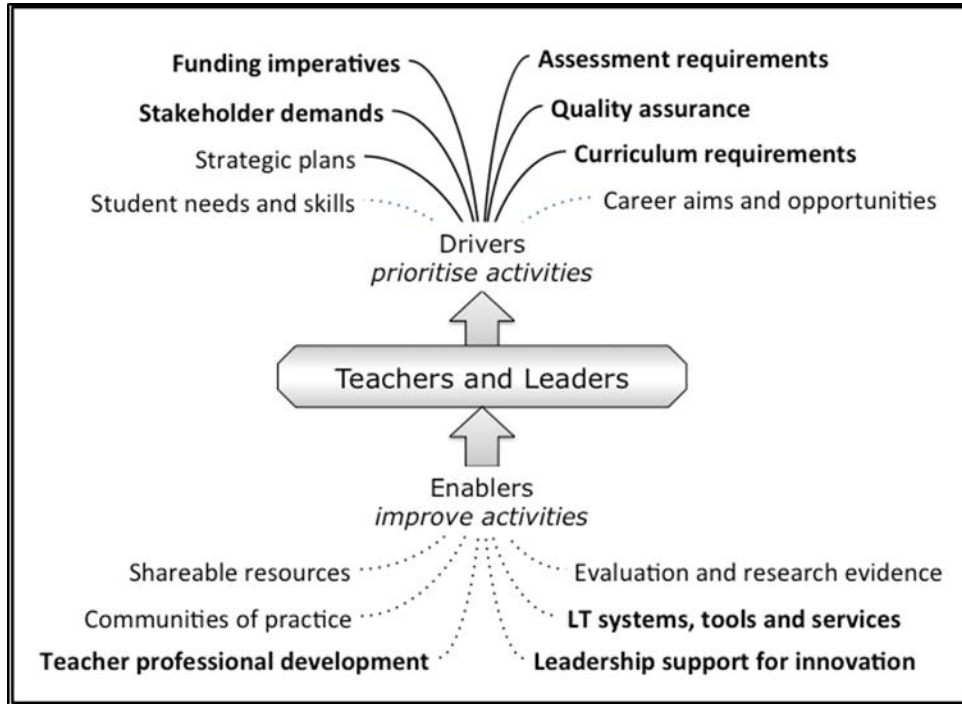 Funding imperatives
Assessment requirements
Stakeholder demands
Quality assurance
Strategic plans
Curriculum requirements
Student needs and skills
Career aims and opportunities
Drivers
prioritise activities
Teachers and Leaders
Enablers
improve activities
Shareable resources
Evaluation and research evidence
Communities of practice
LT systems, tools and services
Teacher professional development
Leadership support for innovation